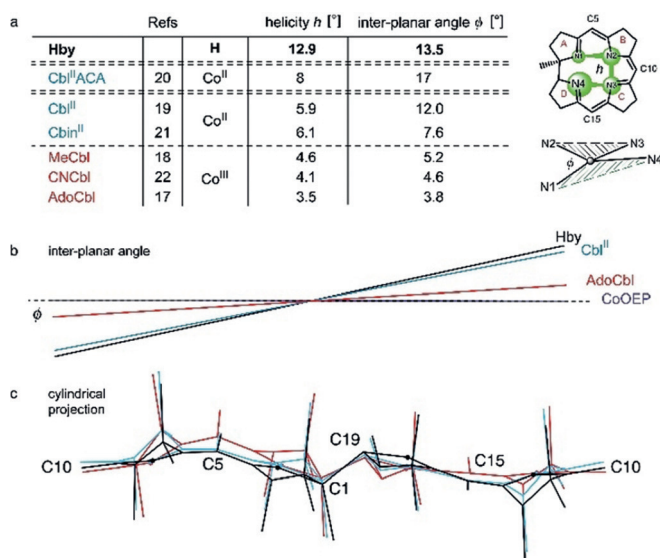 a
Refs helicity h [°] inter-planar angle ϕ [°]
Hby H 12.9 13.5
Cbl^IIACA 20 Co^II 8 17
Cbl^II 19 Co^II 5.9 12.0
Cbin^II 21 6.1 7.6
MeCbl 18 Co^III 4.6 5.2
CNCbl 22 4.1 4.6
AdoCbl 17 3.5 3.8
C5
A B
N1 N2
h C10
N4 N3
D C
C15
N2 N3
ϕ N4
N1
b inter-planar angle
Hby
Cbl^II
AdoCbl
CoOEP
ϕ
c cylindrical
projection
C19
C15
C10 C5 C1 C10